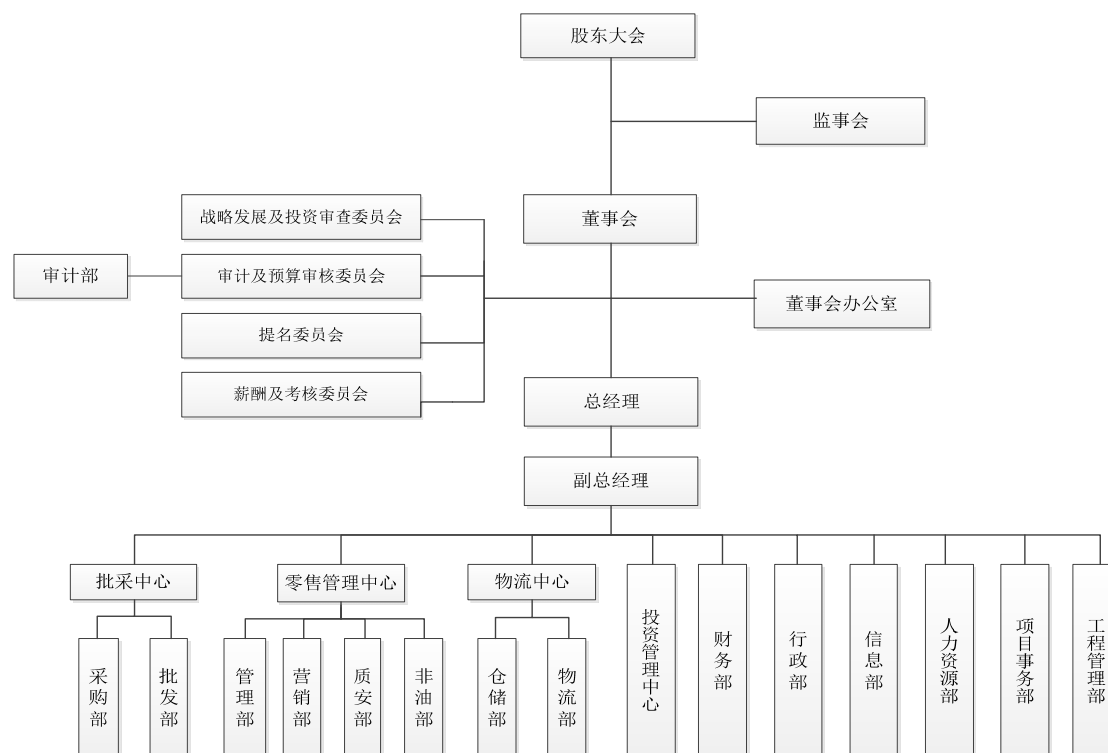 股东大会
监事会
董事会
战略发展及投资审查委员会
审计部
审计及预算审核委员会
董事会办公室
提名委员会
薪酬及考核委员会
总经理
副总经理
批采中心
零售管理中心
物流中心
采购部
批发部
管理部
营销部
质安部
非油部
仓储部
物流部
投资管理中心
财务部
行政部
信息部
人力资源部
项目事务部
工程管理部